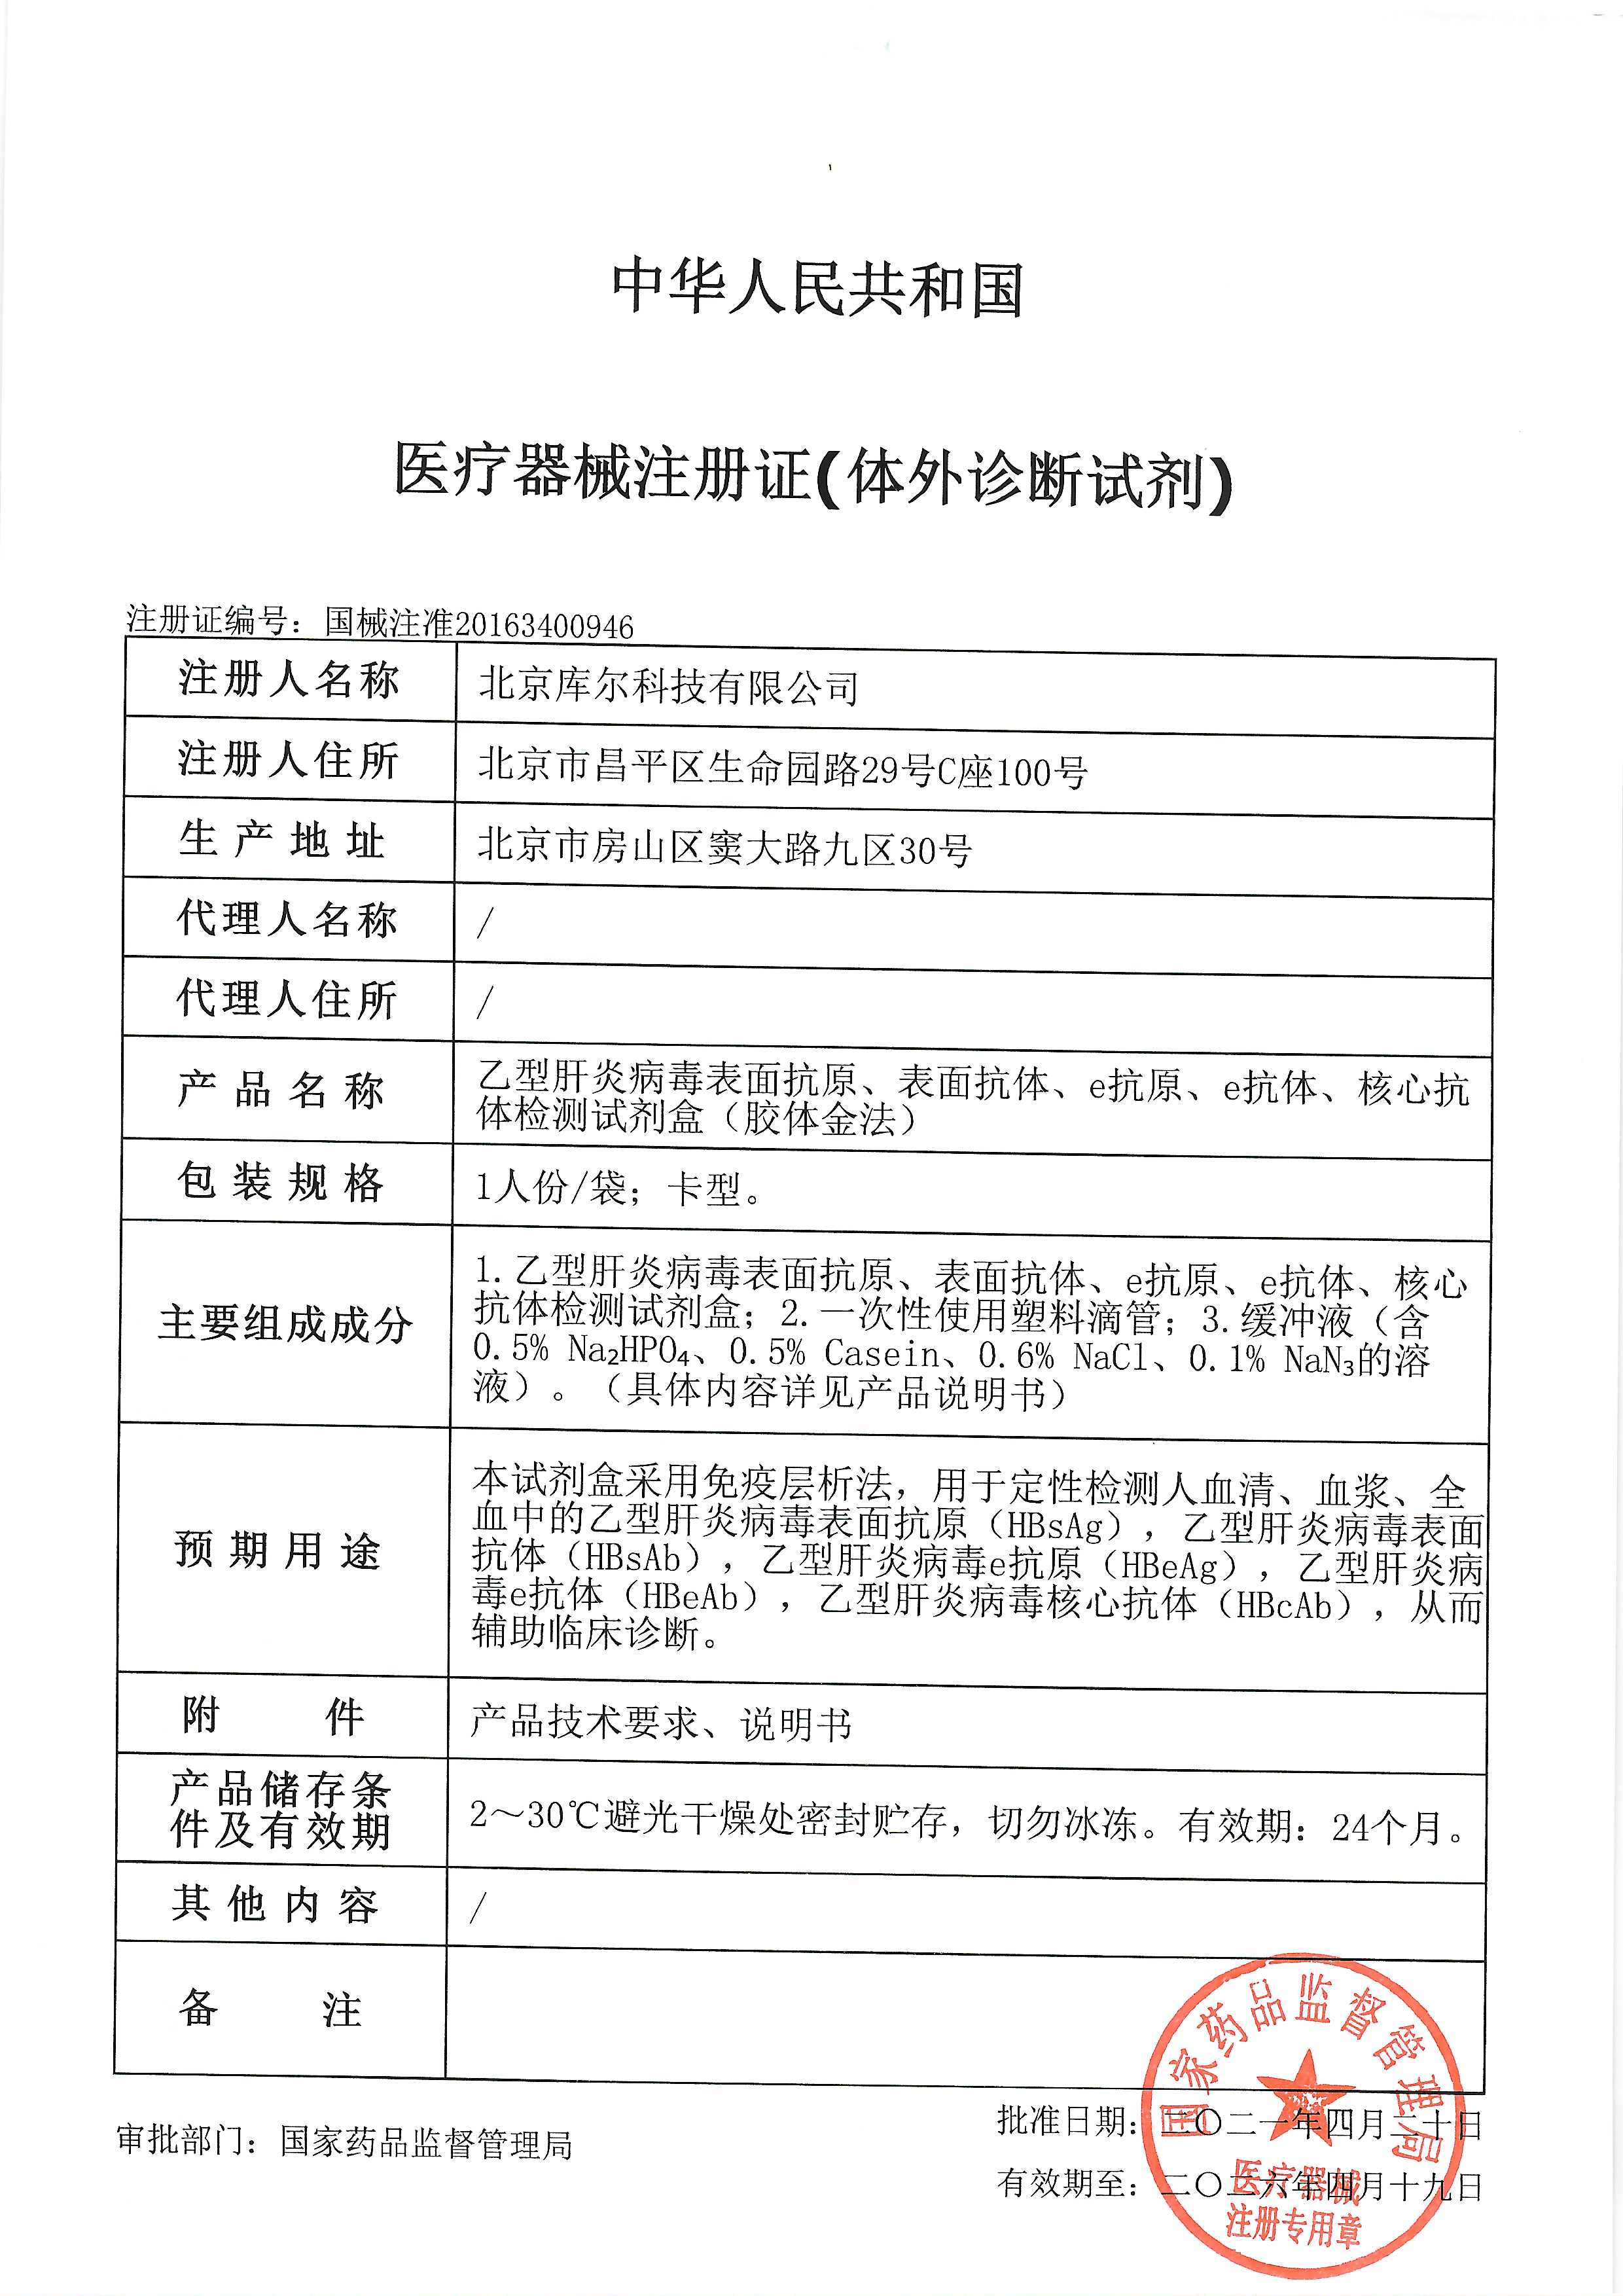 中华人民共和国
医疗器械注册证(体外诊断试剂)
注册证编号：国械注准20163400946
注册人名称 北京库尔科技有限公司
注册人住所 北京市昌平区生命园路29号C座100号
生产地址 北京市房山区窦大路九区30号
代理人名称 /
代理人住所 /
产品名称 乙型肝炎病毒表面抗原、表面抗体、e抗原、e抗体、核心抗
体检测试剂盒（胶体金法）
包装规格 1人份/袋；卡型。
主要组成成分 1.乙型肝炎病毒表面抗原、表面抗体、e抗原、e抗体、核心
抗体检测试剂盒；2.一次性使用塑料滴管；3.缓冲液（含
0.5% Na₂HPO₄、0.5% Casein、0.6% NaCl、0.1% NaN₃的溶
液）。（具体内容详见产品说明书）
预期用途 本试剂盒采用免疫层析法，用于定性检测人血清、血浆、全
血中的乙型肝炎病毒表面抗原（HBsAg），乙型肝炎病毒表面
抗体（HBsAb），乙型肝炎病毒e抗原（HBeAg），乙型肝炎病
毒e抗体（HBeAb），乙型肝炎病毒核心抗体（HBcAb），从而
辅助临床诊断。
附件 产品技术要求、说明书
产品储存条
件及有效期 2～30℃避光干燥处密封贮存，切勿冰冻。有效期：24个月。
其他内容 /
备注
审批部门：国家药品监督管理局
批准日期：二〇二一年四月二十日
有效期至：二〇二六年四月十九日
国家药品监督管理局
医疗器械
注册专用章